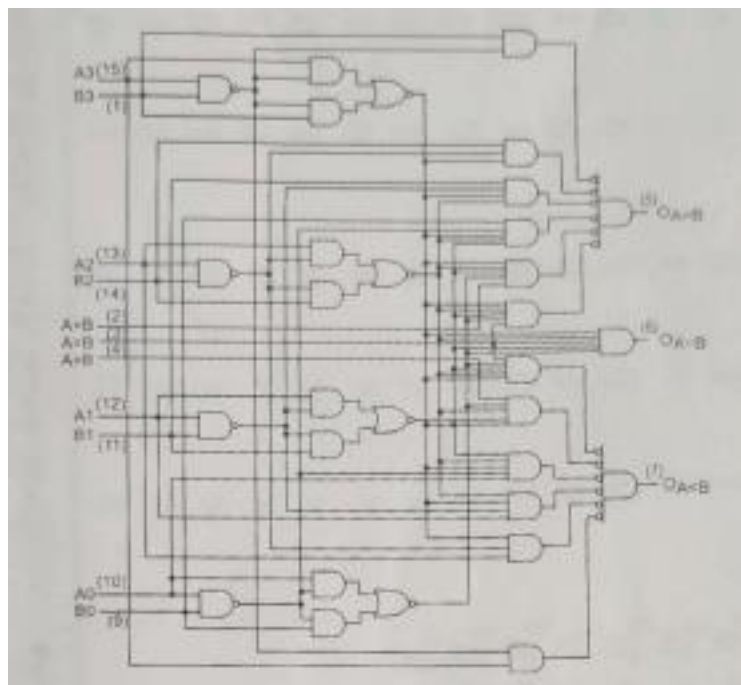 A3 (15)
B3
(1)
(5)
OA>B
A2 (13)
B2
(14)
(2)
A>B
(3)
A=B
(4)
(6)
A1 (12)
B1
(11)
(7)
OA<B
A0 (10)
B0
(9)